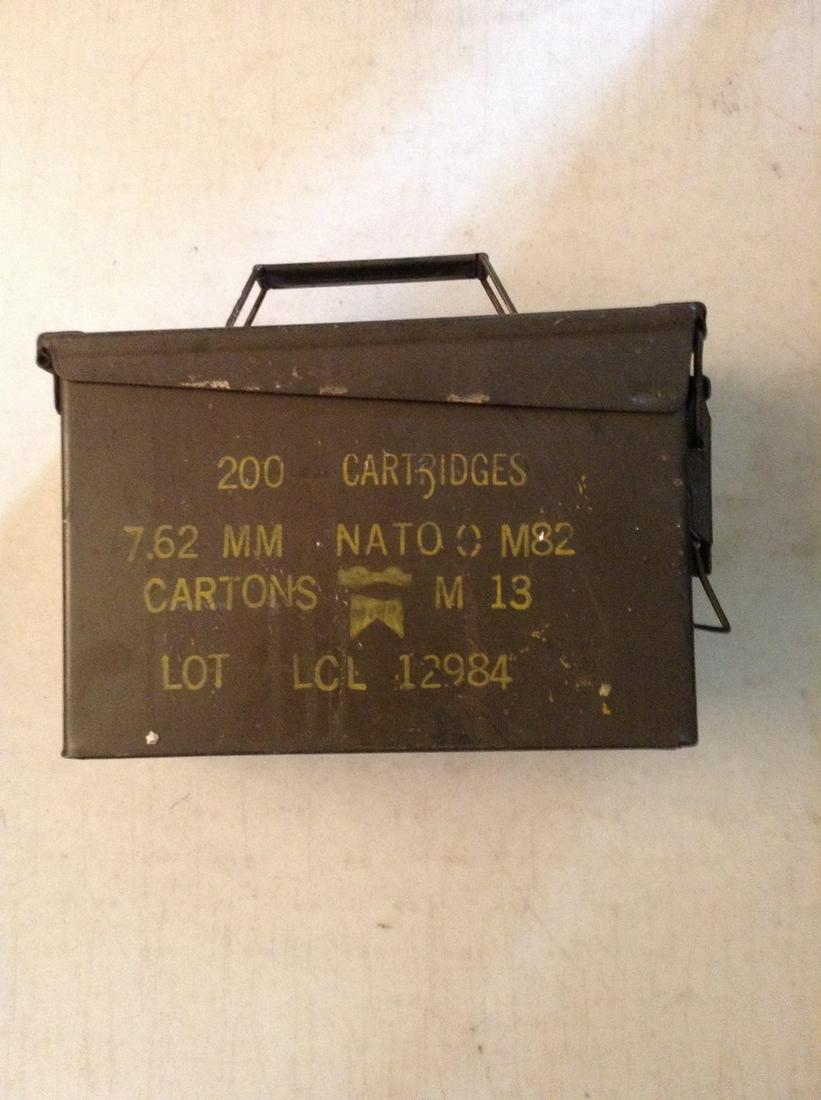 200 CARTRIDGES
7.62 MM NATO M82
CARTONS M 13
LOT LCL 12984